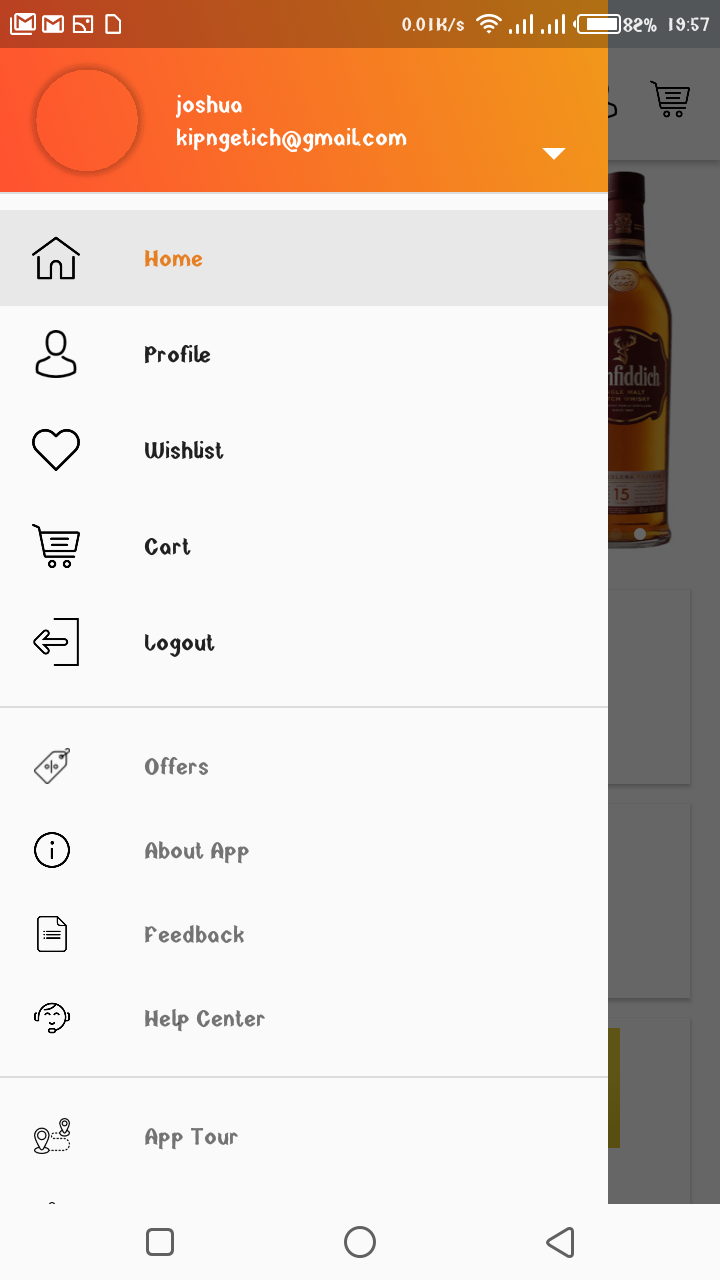 0.01K/s 82% 19:57
joshua
kipngetich@gmail.com
Home
Profile
Wishlist
Cart
Logout
Offers
About App
Feedback
Help Center
App Tour
nfiddich
15